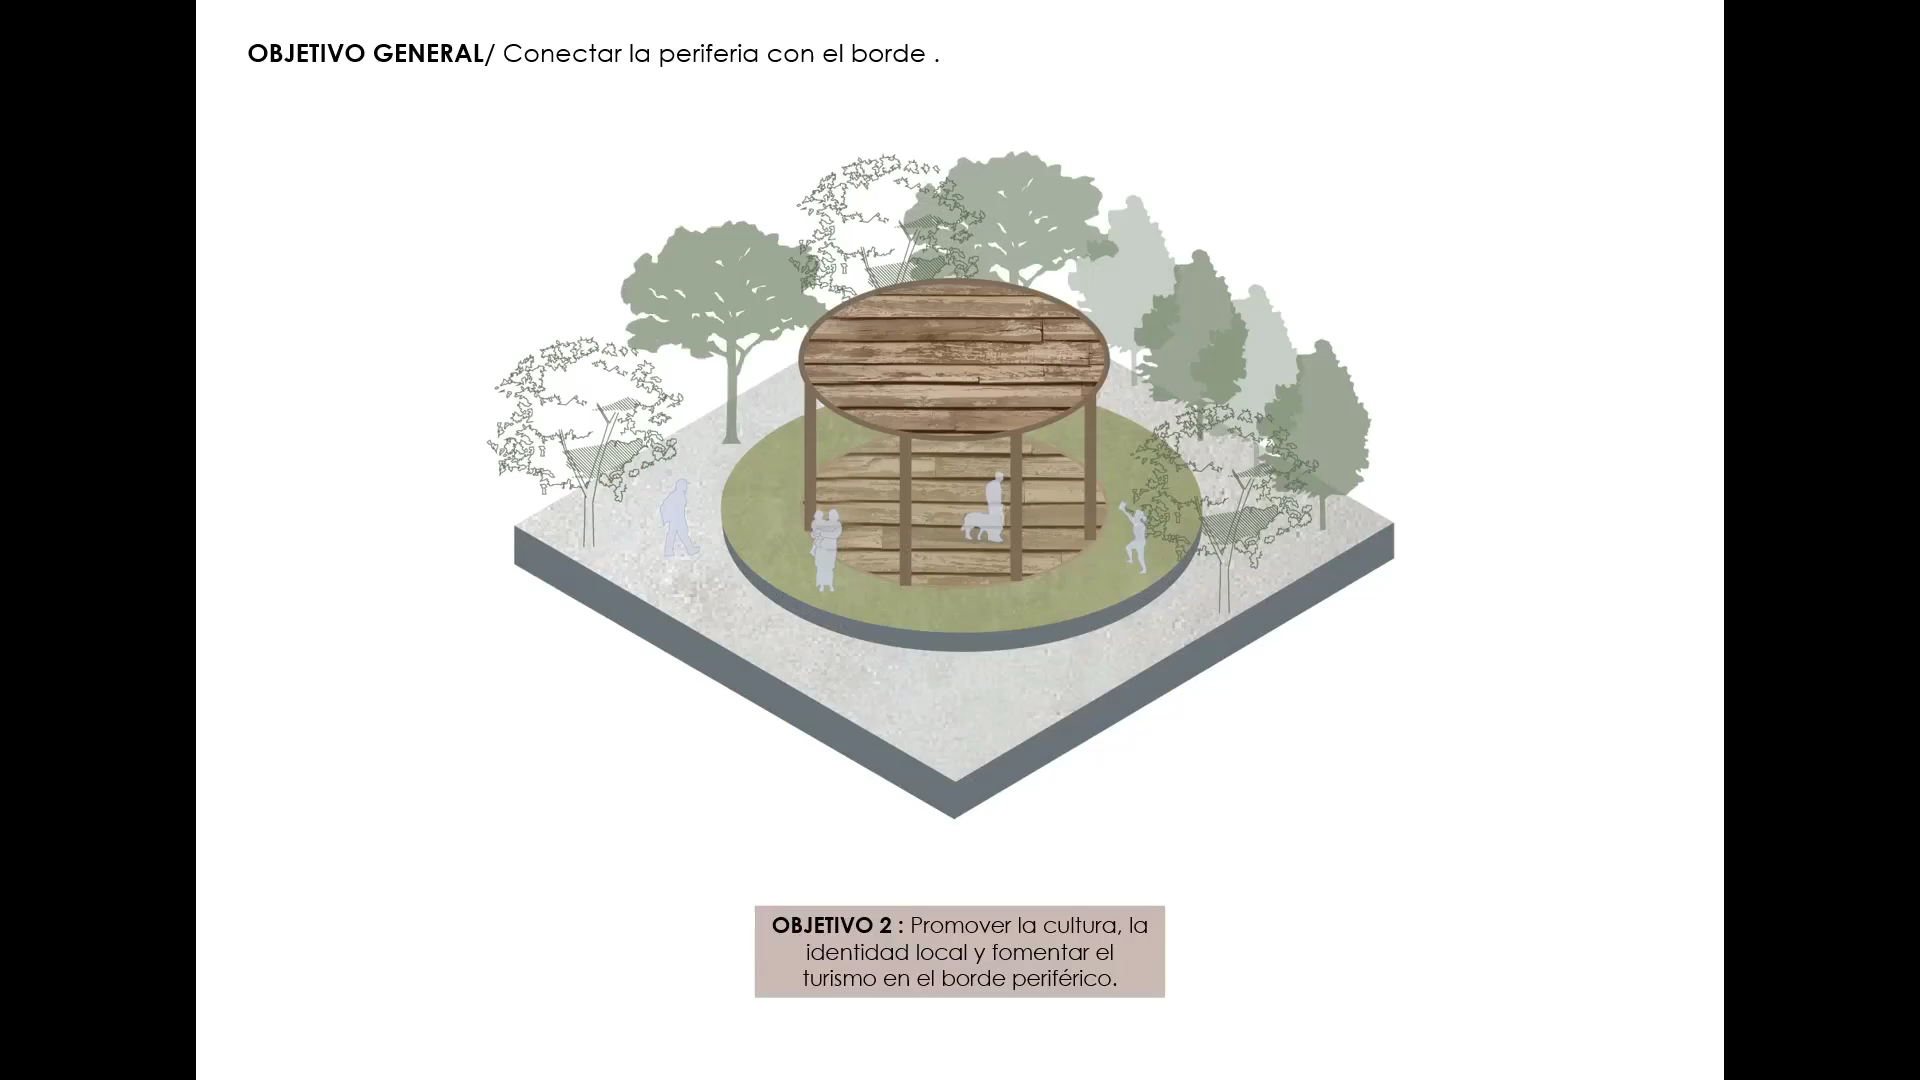 OBJETIVO GENERAL/ Conectar la periferia con el borde .
OBJETIVO 2 : Promover la cultura, la
identidad local y fomentar el
turismo en el borde periférico.